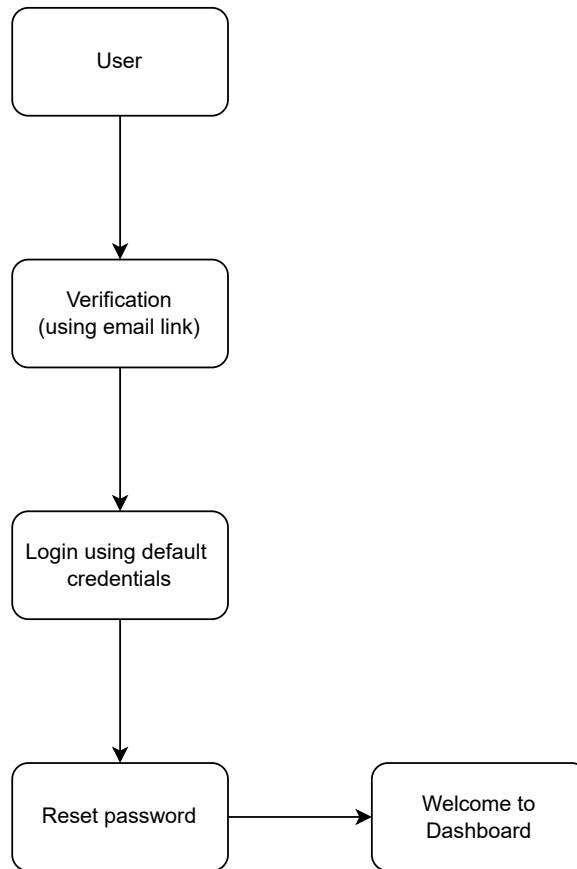 User
Verification
(using email link)
Login using default
credentials
Reset password
Welcome to
Dashboard